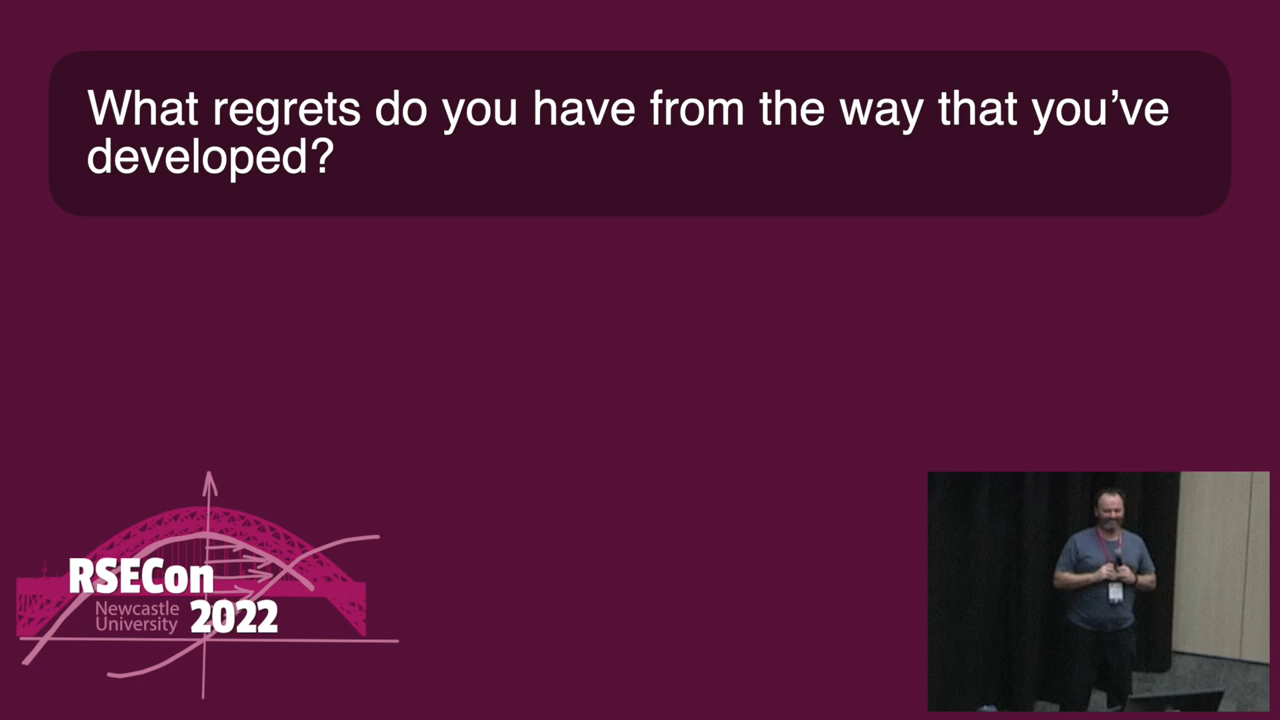 What regrets do you have from the way that you’ve
developed?
RSECon
Newcastle
University
2022